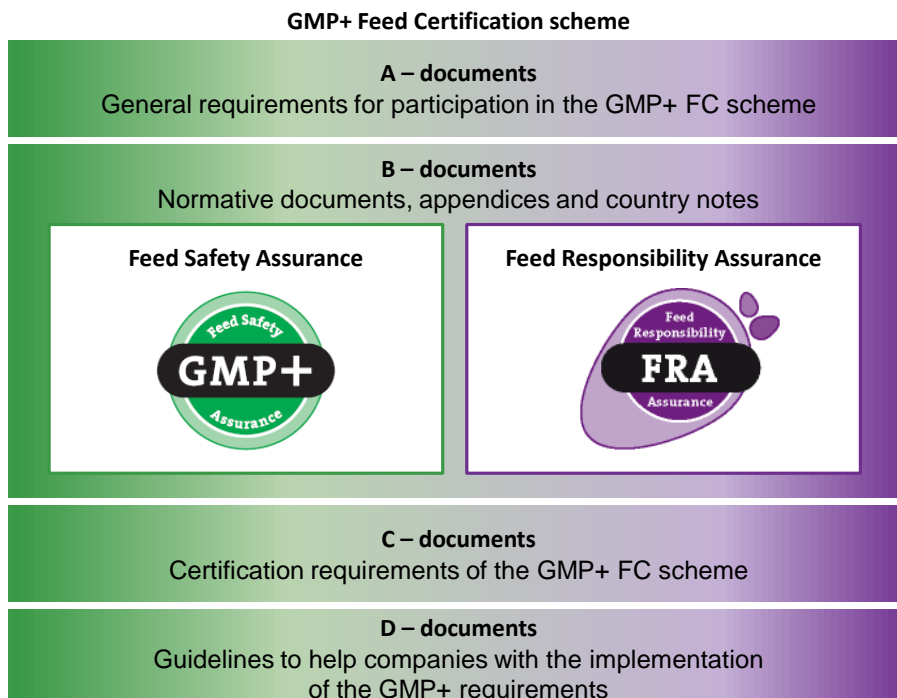 GMP+ Feed Certification scheme
A – documents
General requirements for participation in the GMP+ FC scheme
B – documents
Normative documents, appendices and country notes
Feed Safety Assurance
Feed Safety
GMP+
Assurance
Feed Responsibility Assurance
Feed
Responsibility
FRA
Assurance
C – documents
Certification requirements of the GMP+ FC scheme
D – documents
Guidelines to help companies with the implementation
of the GMP+ requirements